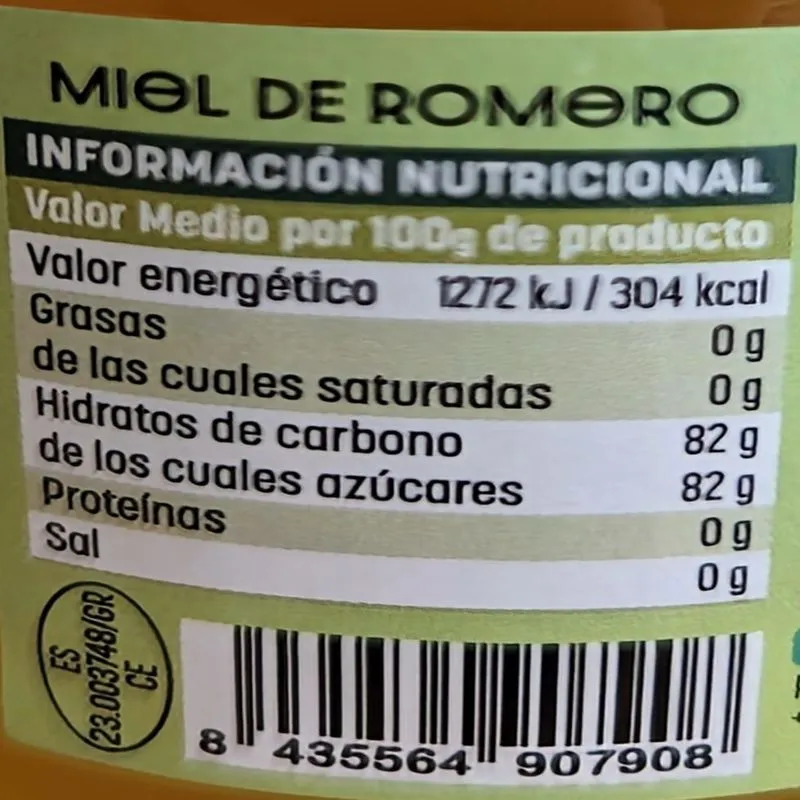 MIEL DE ROMERO
INFORMACIÓN NUTRICIONAL
Valor Medio por 100g de producto
Valor energético 1272 kJ / 304 kcal
Grasas 0 g
de las cuales saturadas 0 g
Hidratos de carbono 82 g
de los cuales azúcares 82 g
Proteínas 0 g
Sal 0 g
ES
23.003748/GR
CE
8 435564 907908